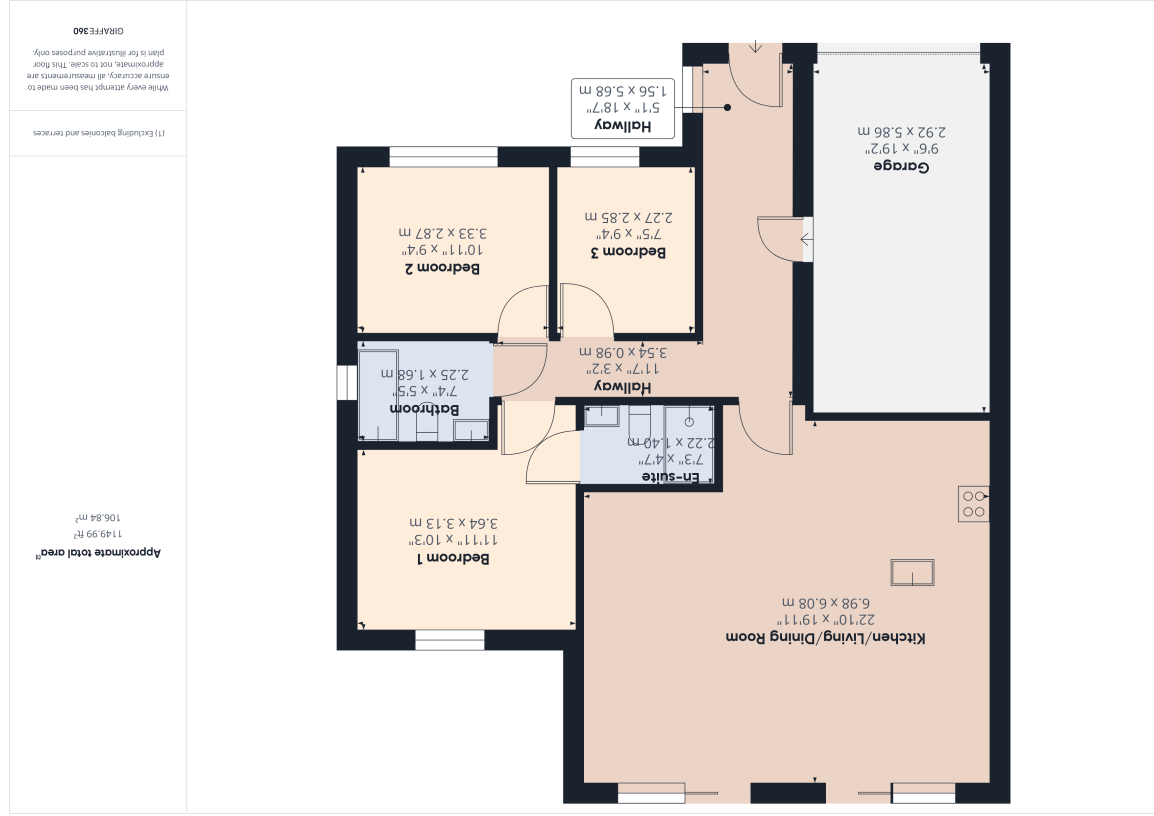 Kitchen/Living/Dining Room
22'10" x 19'11"
6.98 x 6.08 m
Bedroom 1
11'11" x 10'3"
3.64 x 3.13 m
En-suite
7'3" x 4'7"
2.22 x 1.40 m
Bathroom
7'4" x 5'5"
2.25 x 1.68 m
Hallway
11'7" x 3'2"
3.54 x 0.98 m
Bedroom 3
7'5" x 9'4"
2.27 x 2.85 m
Bedroom 2
10'11" x 9'4"
3.33 x 2.87 m
Garage
9'6" x 19'2"
2.92 x 5.86 m
Hallway
5'1" x 18'7"
1.56 x 5.68 m
Approximate total area(1)
1149.99 ft²
106.84 m²
(1) Excluding balconies and terraces
While every attempt has been made to
ensure accuracy, all measurements are
approximate, not to scale. This floor
plan is for illustrative purposes only.
GIRAFFE360